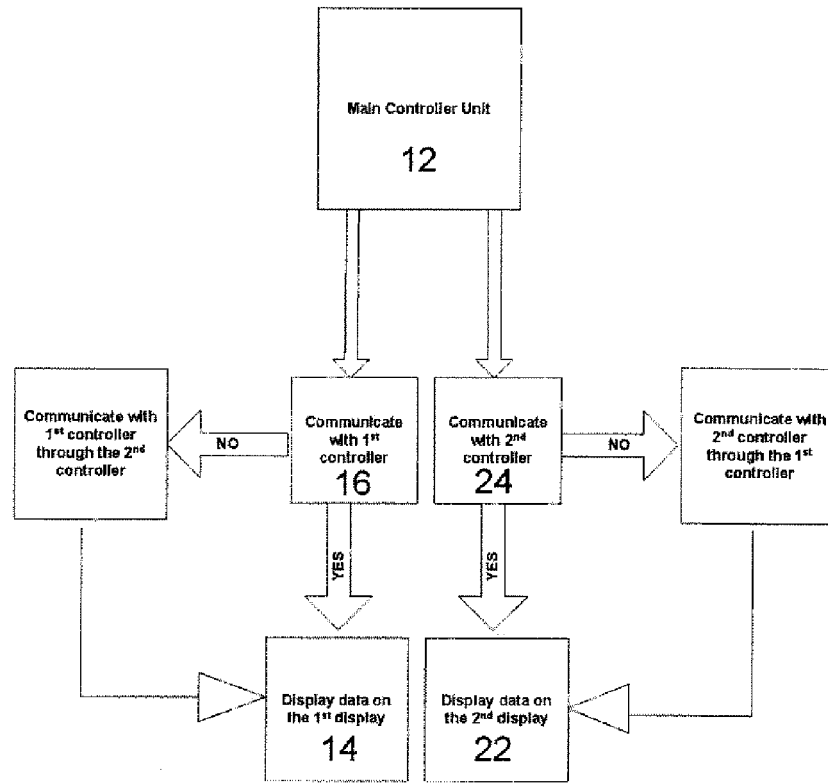 Main Controller Unit
12
Communicate with
1st controller
through the 2nd
controller
NO
Communicate
with 1st
controller
16
Communicate
with 2nd
controller
24
NO
Communicate with
2nd controller
through the 1st
controller
YES
YES
Display data on
the 1st display
14
Display data on
the 2nd display
22